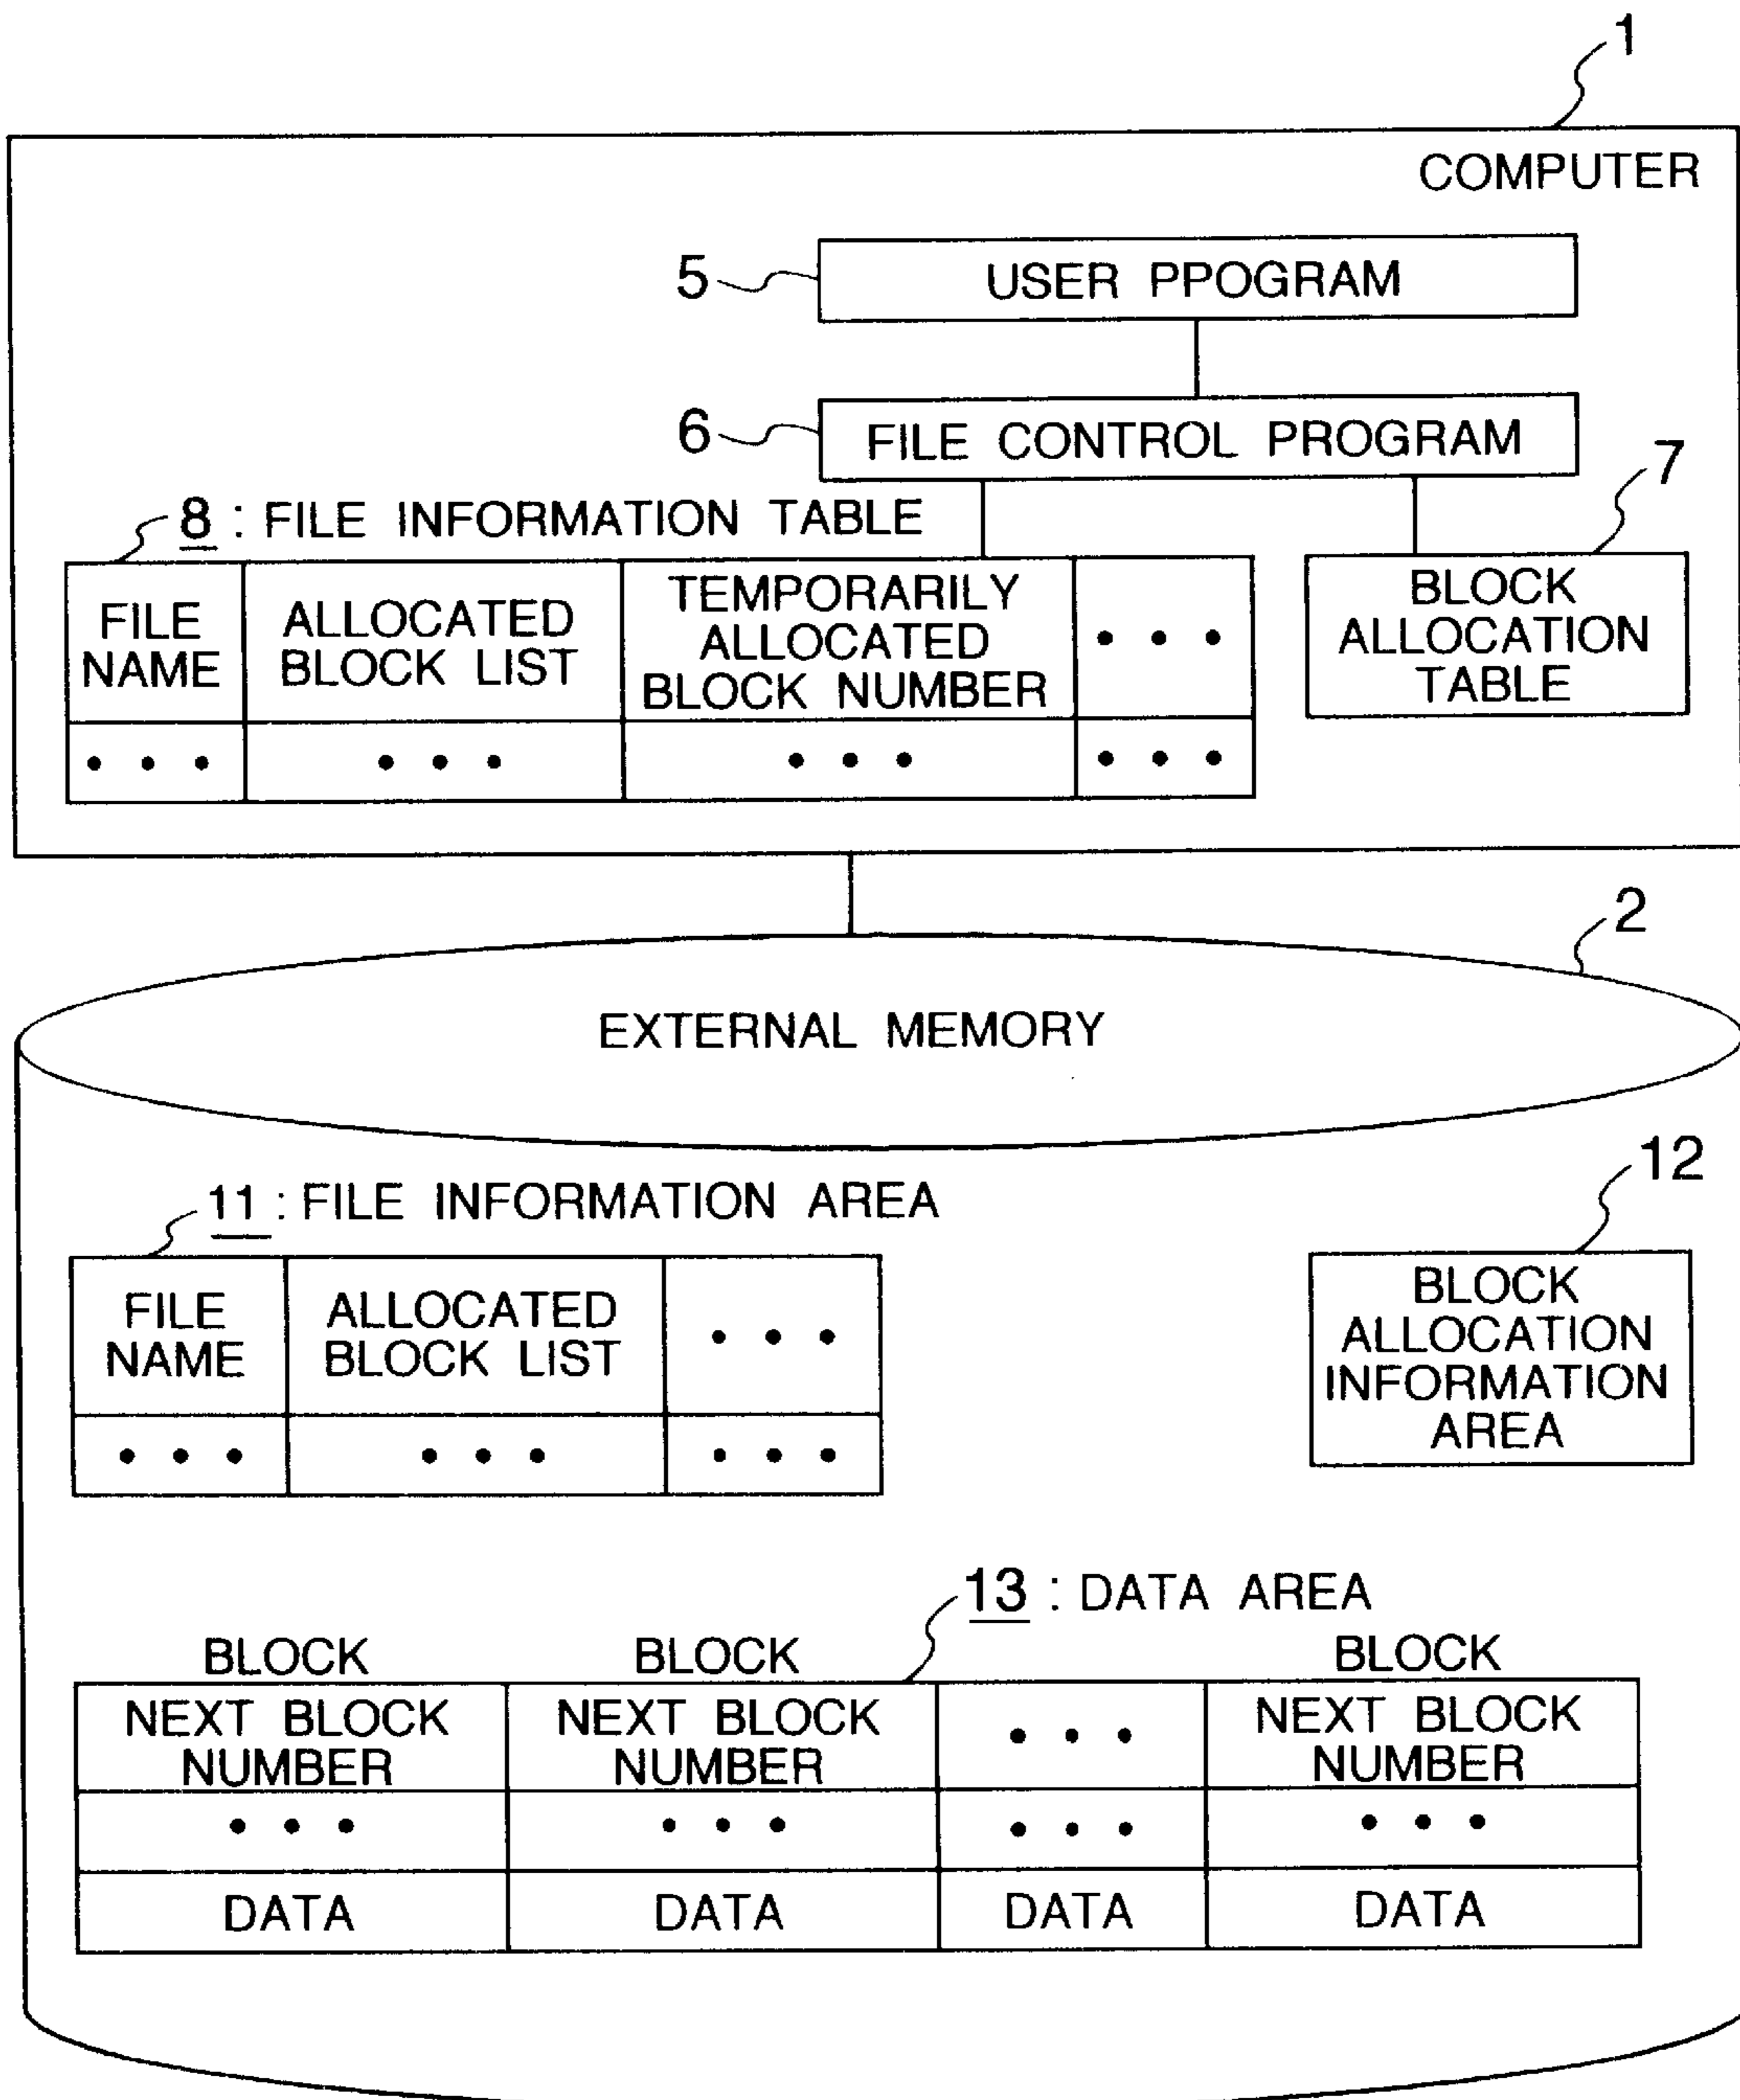 1
COMPUTER
5
USER PPOGRAM
6
FILE CONTROL PROGRAM
7
8 : FILE INFORMATION TABLE
FILE
NAME
ALLOCATED
BLOCK LIST
TEMPORARILY
ALLOCATED
BLOCK NUMBER
• • •
BLOCK
ALLOCATION
TABLE
• • •
• • •
• • •
• • •
2
EXTERNAL MEMORY
12
11 : FILE INFORMATION AREA
FILE
NAME
ALLOCATED
BLOCK LIST
• • •
BLOCK
ALLOCATION
INFORMATION
AREA
• • •
• • •
• • •
13 : DATA AREA
BLOCK
BLOCK
BLOCK
NEXT BLOCK
NUMBER
NEXT BLOCK
NUMBER
• • •
NEXT BLOCK
NUMBER
• • •
• • •
• • •
• • •
DATA
DATA
DATA
DATA